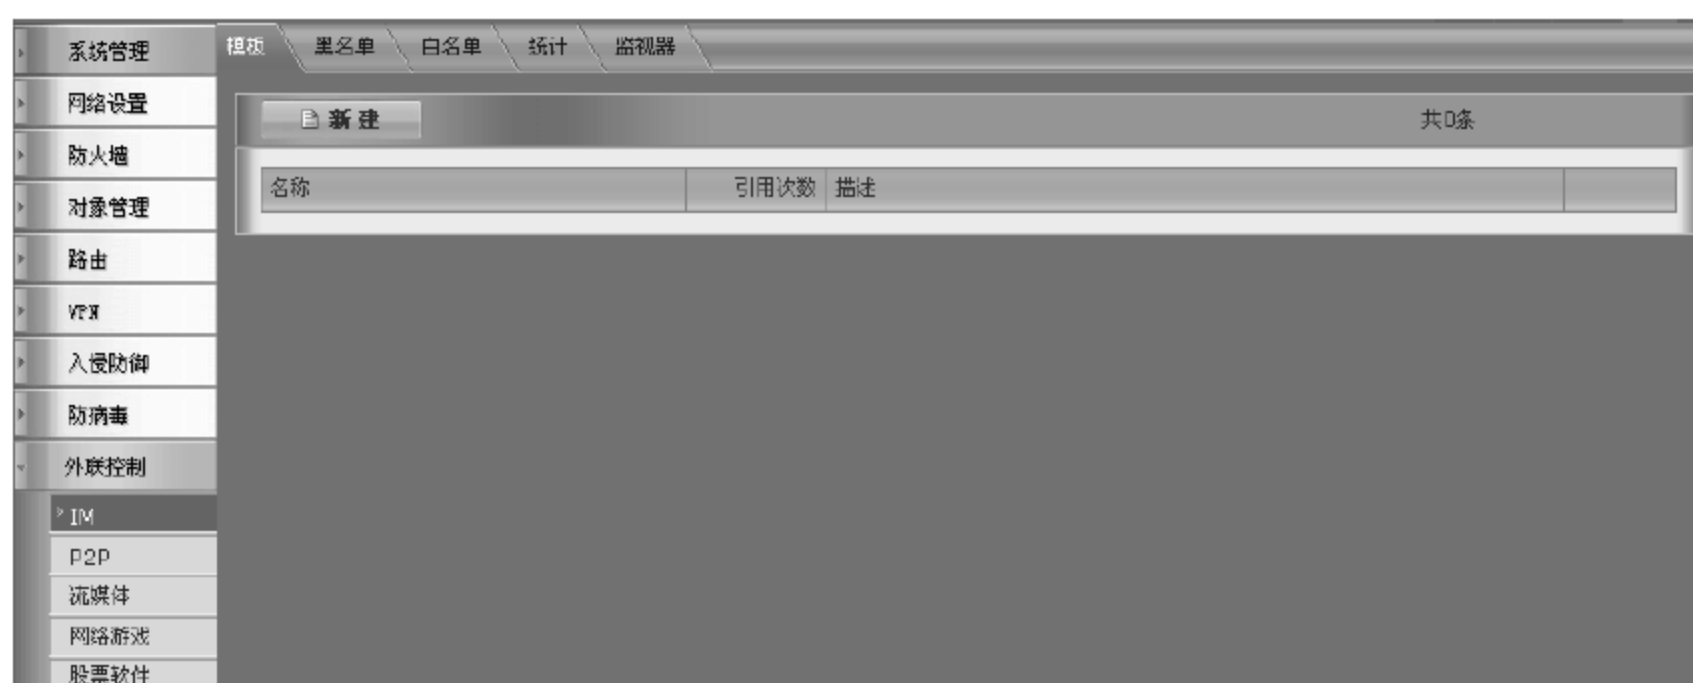 系统管理
网络设置
防火墙
对象管理
路由
VPN
入侵防御
防病毒
外联控制
IM
P2P
流媒体
网络游戏
股票软件
模板 黑名单 白名单 统计 监视器
新建 共0条
名称 引用次数 描述